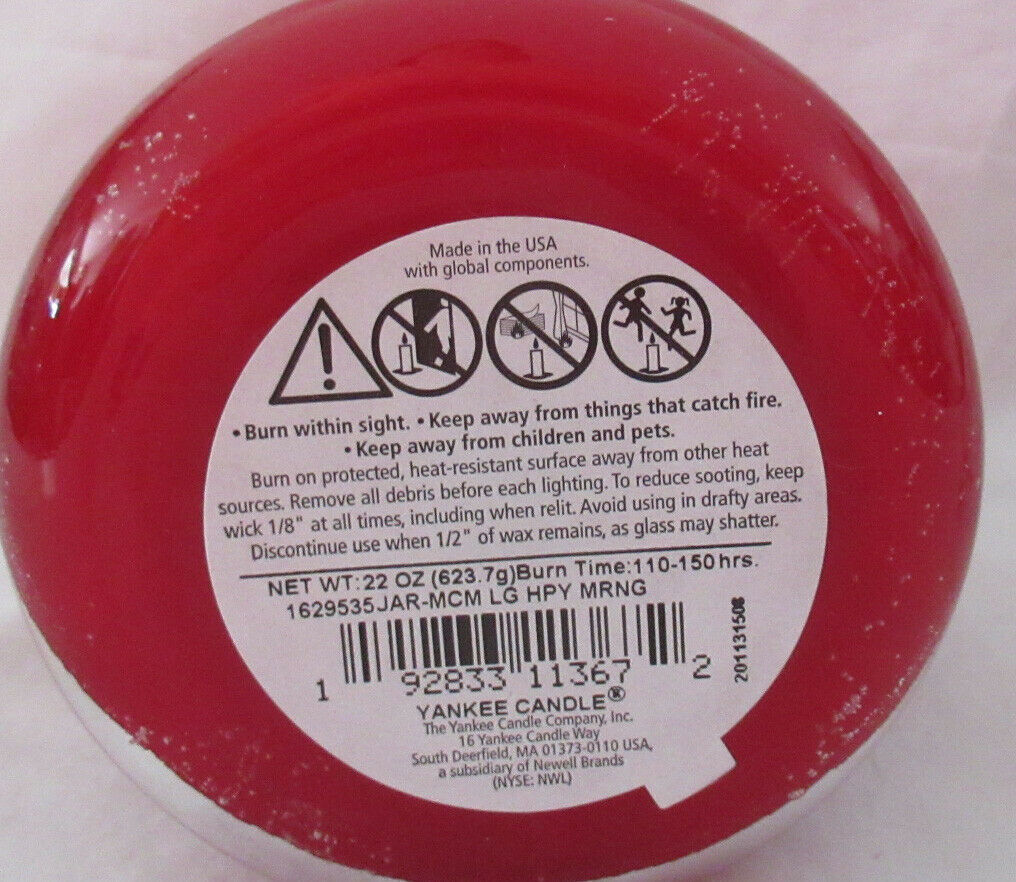 Made in the USA
with global components.
• Burn within sight. • Keep away from things that catch fire.
• Keep away from children and pets.
Burn on protected, heat-resistant surface away from other heat
sources. Remove all debris before each lighting. To reduce sooting, keep
wick 1/8" at all times, including when relit. Avoid using in drafty areas.
Discontinue use when 1/2" of wax remains, as glass may shatter.
NET WT:22 OZ (623.7g)Burn Time:110-150hrs.
1629535JAR-MCM LG HPY MRNG
201131508
1 92833 11367 2
YANKEE CANDLE®
The Yankee Candle Company, Inc.
16 Yankee Candle Way
South Deerfield, MA 01373-0110 USA,
a subsidiary of Newell Brands
(NYSE: NWL)